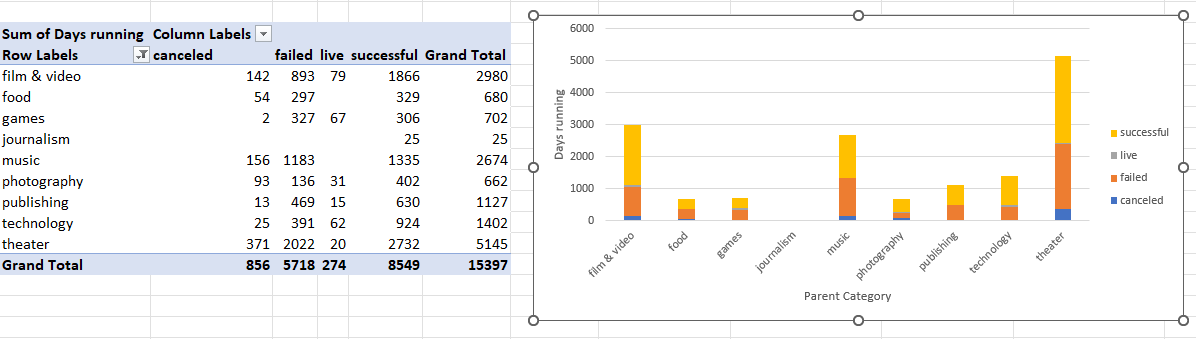 Sum of Days running Column Labels
Row Labels canceled failed live successful Grand Total
film & video 142 893 79 1866 2980
food 54 297 329 680
games 2 327 67 306 702
journalism 25 25
music 156 1183 1335 2674
photography 93 136 31 402 662
publishing 13 469 15 630 1127
technology 25 391 62 924 1402
theater 371 2022 20 2732 5145
Grand Total 856 5718 274 8549 15397
6000
5000
4000
3000
2000
1000
0
Days running
film & video
food
games
journalism
music
photography
publishing
technology
theater
Parent Category
successful
live
failed
canceled